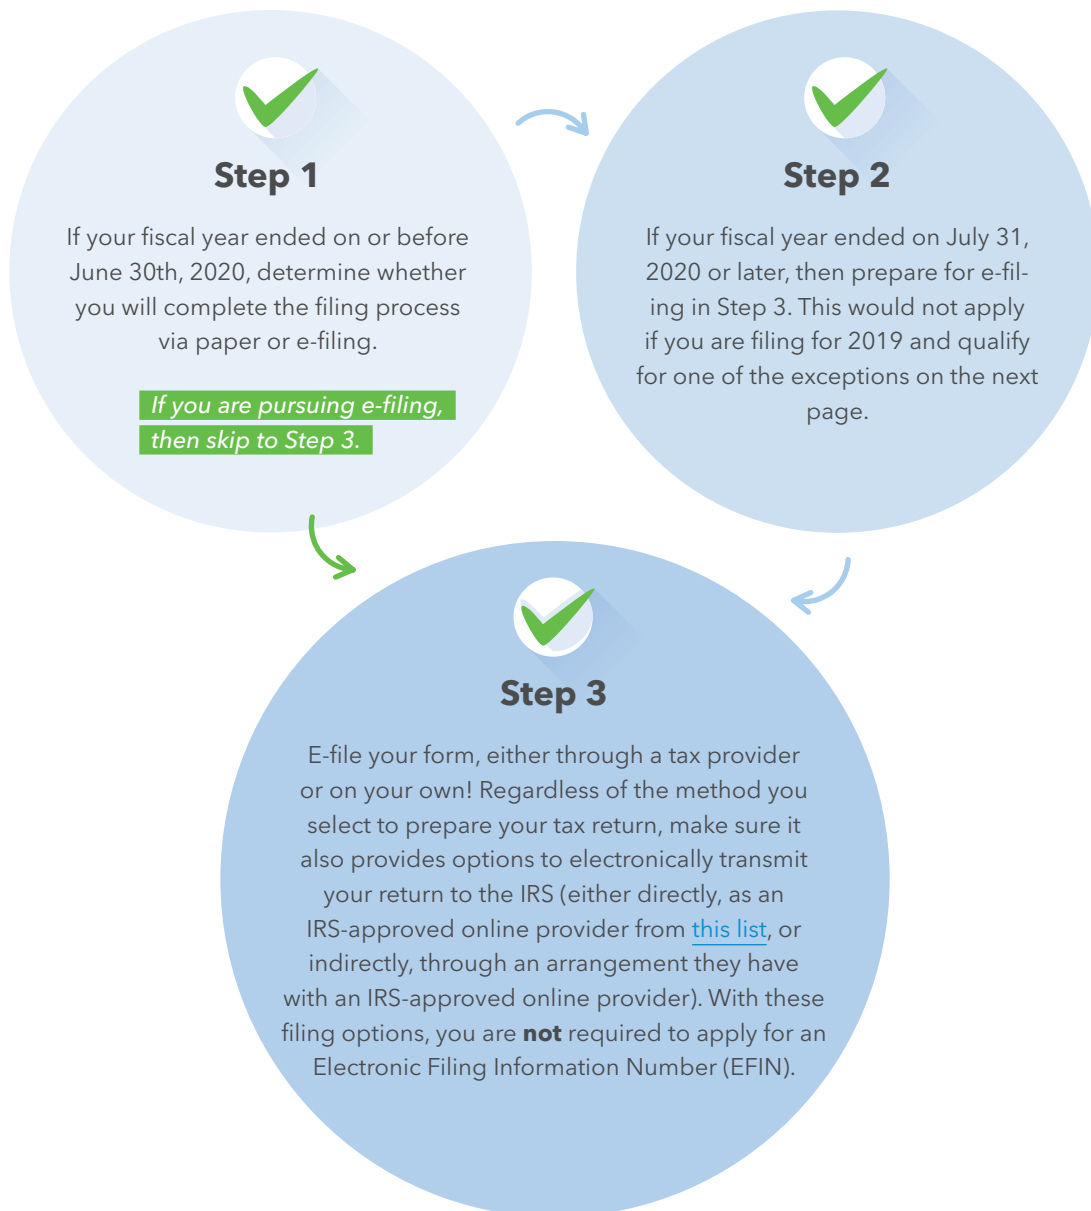 Step 1
If your fiscal year ended on or before
June 30th, 2020, determine whether
you will complete the filing process
via paper or e-filing.
If you are pursuing e-filing,
then skip to Step 3.
Step 2
If your fiscal year ended on July 31,
2020 or later, then prepare for e-fil-
ing in Step 3. This would not apply
if you are filing for 2019 and qualify
for one of the exceptions on the next
page.
Step 3
E-file your form, either through a tax provider
or on your own! Regardless of the method you
select to prepare your tax return, make sure it
also provides options to electronically transmit
your return to the IRS (either directly, as an
IRS-approved online provider from this list, or
indirectly, through an arrangement they have
with an IRS-approved online provider). With these
filing options, you are not required to apply for an
Electronic Filing Information Number (EFIN).